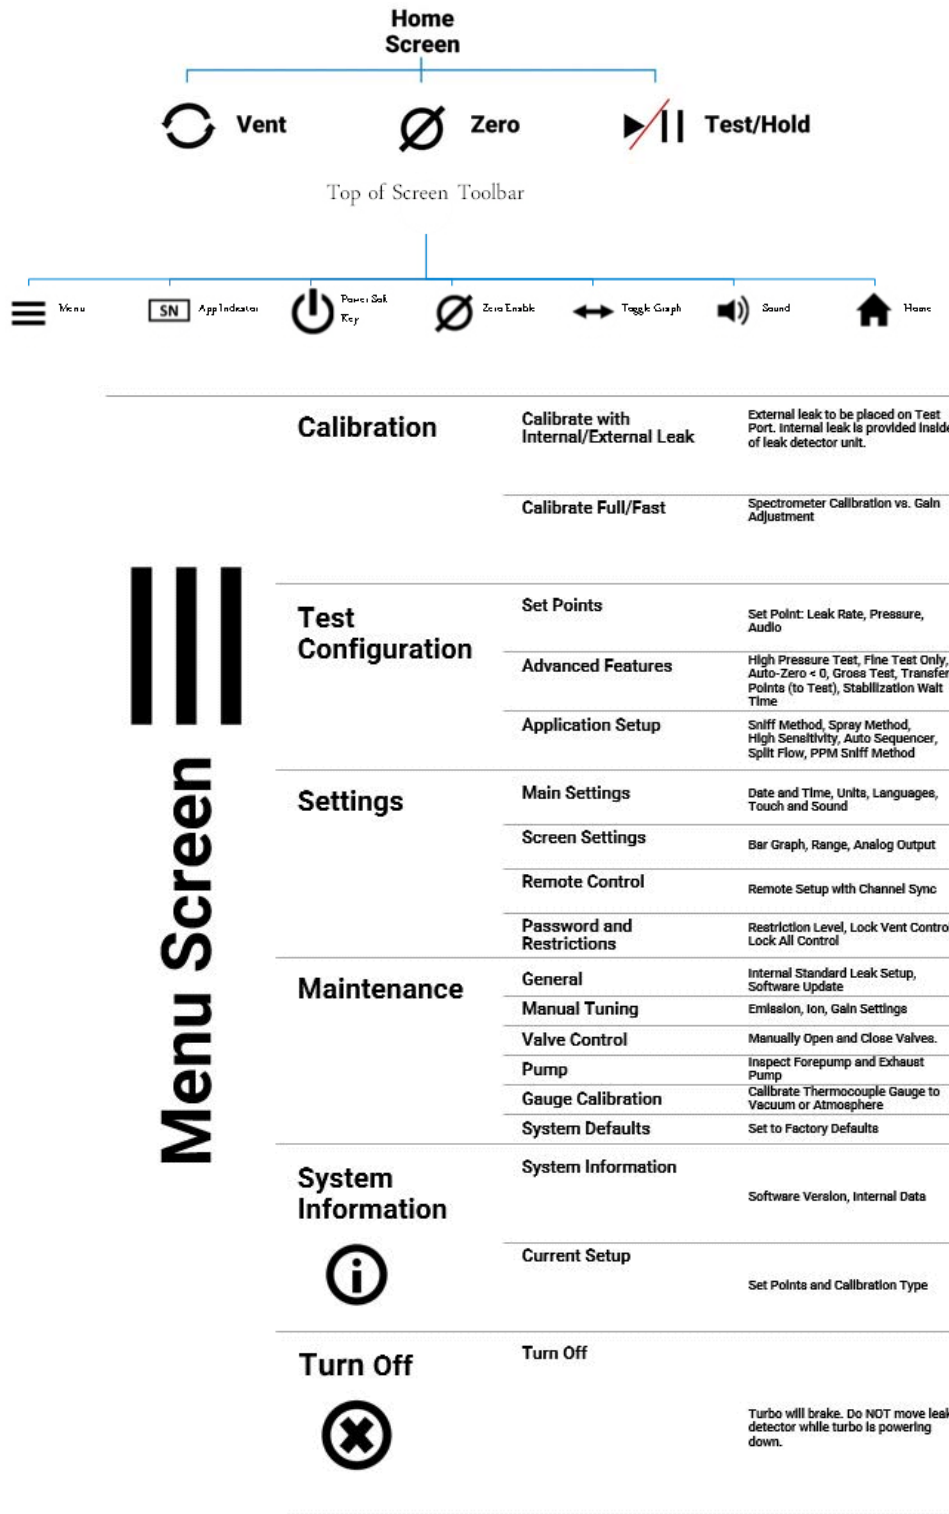 Home
Screen
Vent
Zero
Test/Hold
Top of Screen Toolbar
Menu
SN
App Indicator
Power Soft
Key
Zero Enable
Toggle Graph
Sound
Home
Menu Screen
Calibration
Calibrate with
Internal/External Leak
External leak to be placed on Test
Port. Internal leak is provided inside
of leak detector unit.
Calibrate Full/Fast
Spectrometer Calibration vs. Gain
Adjustment
Test
Configuration
Set Points
Set Point: Leak Rate, Pressure,
Audio
Advanced Features
High Pressure Test, Fine Test Only,
Auto-Zero < 0, Gross Test, Transfer
Points (to Test), Stabilization Wait
Time
Application Setup
Sniff Method, Spray Method,
High Sensitivity, Auto Sequencer,
Split Flow, PPM Sniff Method
Settings
Main Settings
Date and Time, Units, Languages,
Touch and Sound
Screen Settings
Bar Graph, Range, Analog Output
Remote Control
Remote Setup with Channel Sync
Password and
Restrictions
Restriction Level, Lock Vent Control
Lock All Control
Maintenance
General
Internal Standard Leak Setup,
Software Update
Manual Tuning
Emission, Ion, Gain Settings
Valve Control
Manually Open and Close Valves.
Pump
Inspect Forepump and Exhaust
Pump
Gauge Calibration
Calibrate Thermocouple Gauge to
Vacuum or Atmosphere
System Defaults
Set to Factory Defaults
System
Information
System Information
Software Version, Internal Data
Current Setup
Set Points and Calibration Type
Turn Off
Turn Off
Turbo will brake. Do NOT move leak
detector while turbo is powering
down.